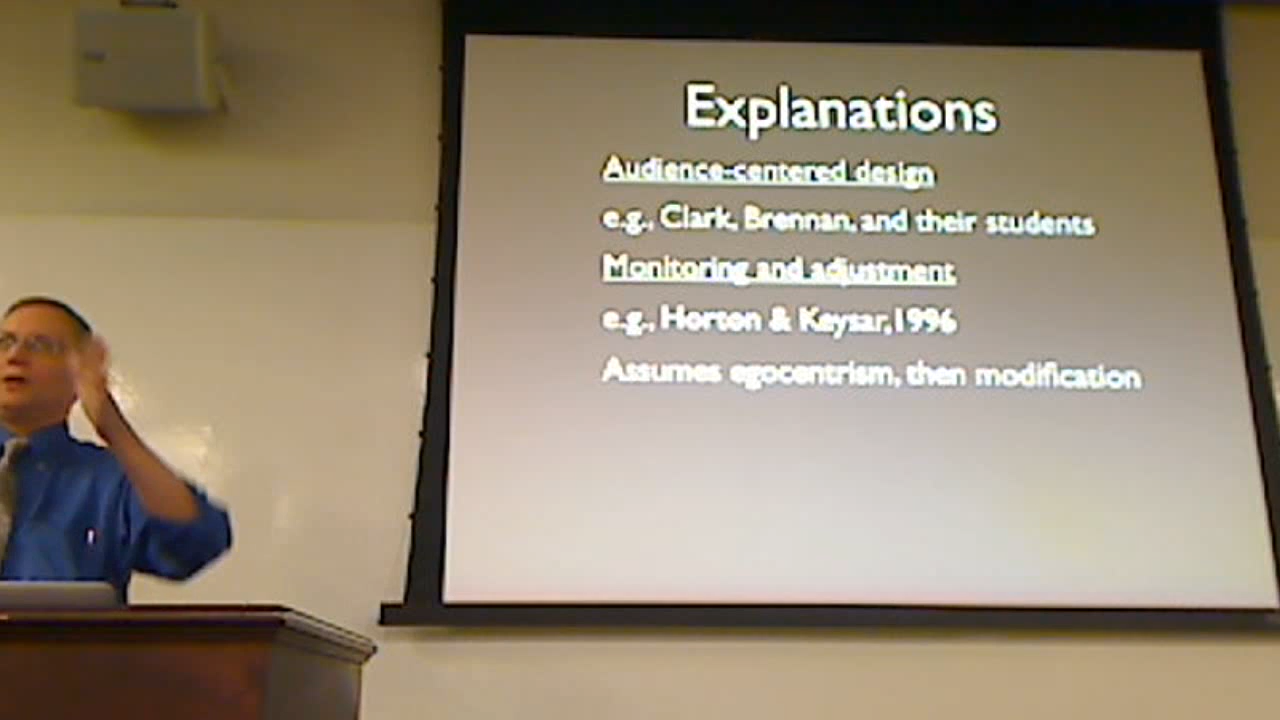 Explanations
Audience-centered design
e.g., Clark, Brennan, and their students
Monitoring and adjustment
e.g., Horton & Keysar,1996
Assumes egocentrism, then modification